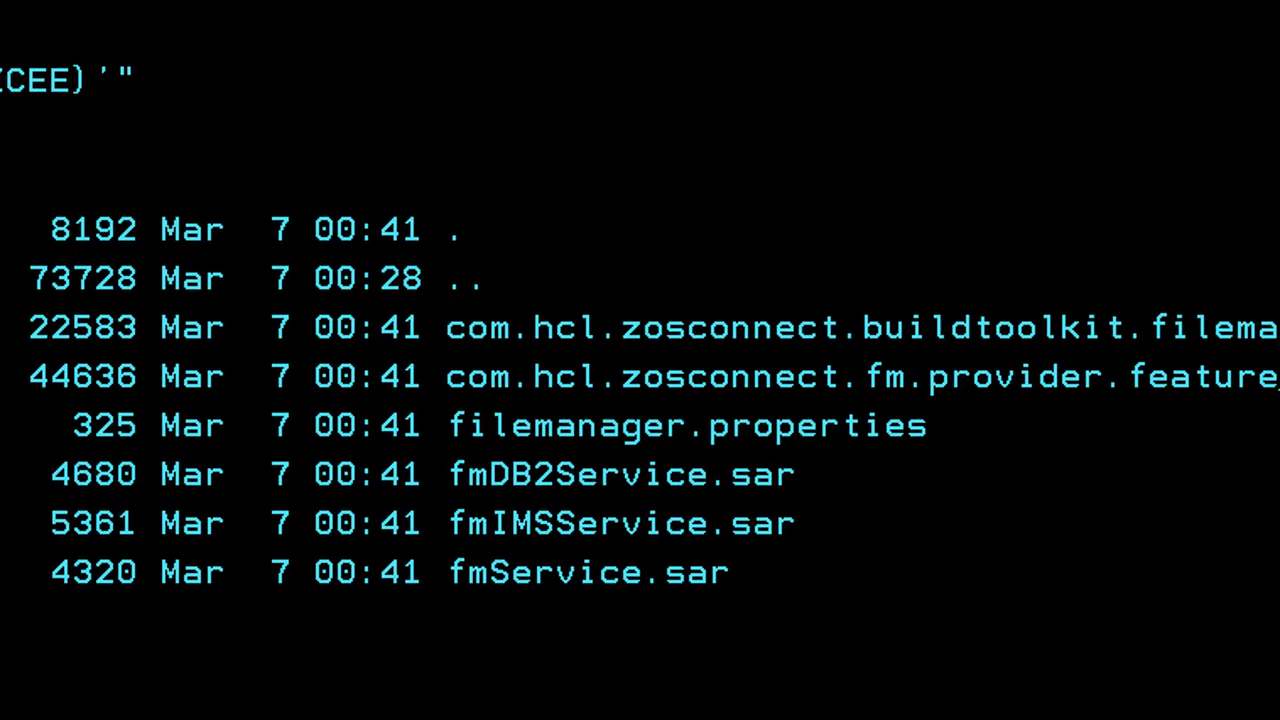 CEE)'"
8192 Mar  7 00:41 .
73728 Mar  7 00:28 ..
22583 Mar  7 00:41 com.hcl.zosconnect.buildtoolkit.filema
44636 Mar  7 00:41 com.hcl.zosconnect.fm.provider.feature_
325 Mar  7 00:41 filemanager.properties
4680 Mar  7 00:41 fmDB2Service.sar
5361 Mar  7 00:41 fmIMSService.sar
4320 Mar  7 00:41 fmService.sar